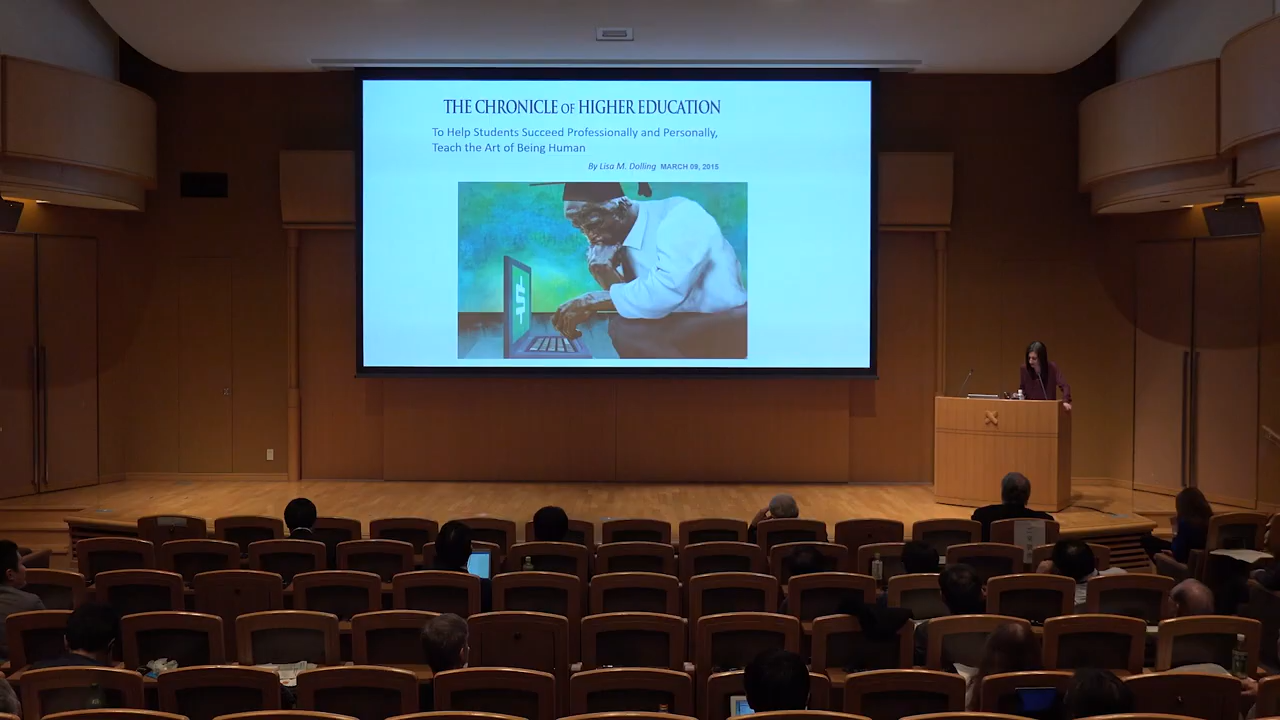 THE CHRONICLE OF HIGHER EDUCATION
To Help Students Succeed Professionally and Personally,
Teach the Art of Being Human
By Lisa M. Dolling MARCH 09, 2015
$